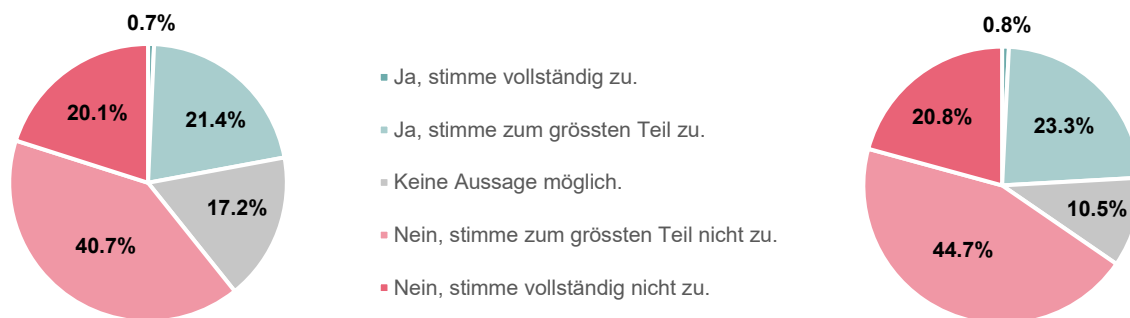 0.7%
20.1%
21.4%
17.2%
40.7%
Ja, stimme vollständig zu.
Ja, stimme zum grössten Teil zu.
Keine Aussage möglich.
Nein, stimme zum grössten Teil nicht zu.
Nein, stimme vollständig nicht zu.
0.8%
20.8%
23.3%
10.5%
44.7%